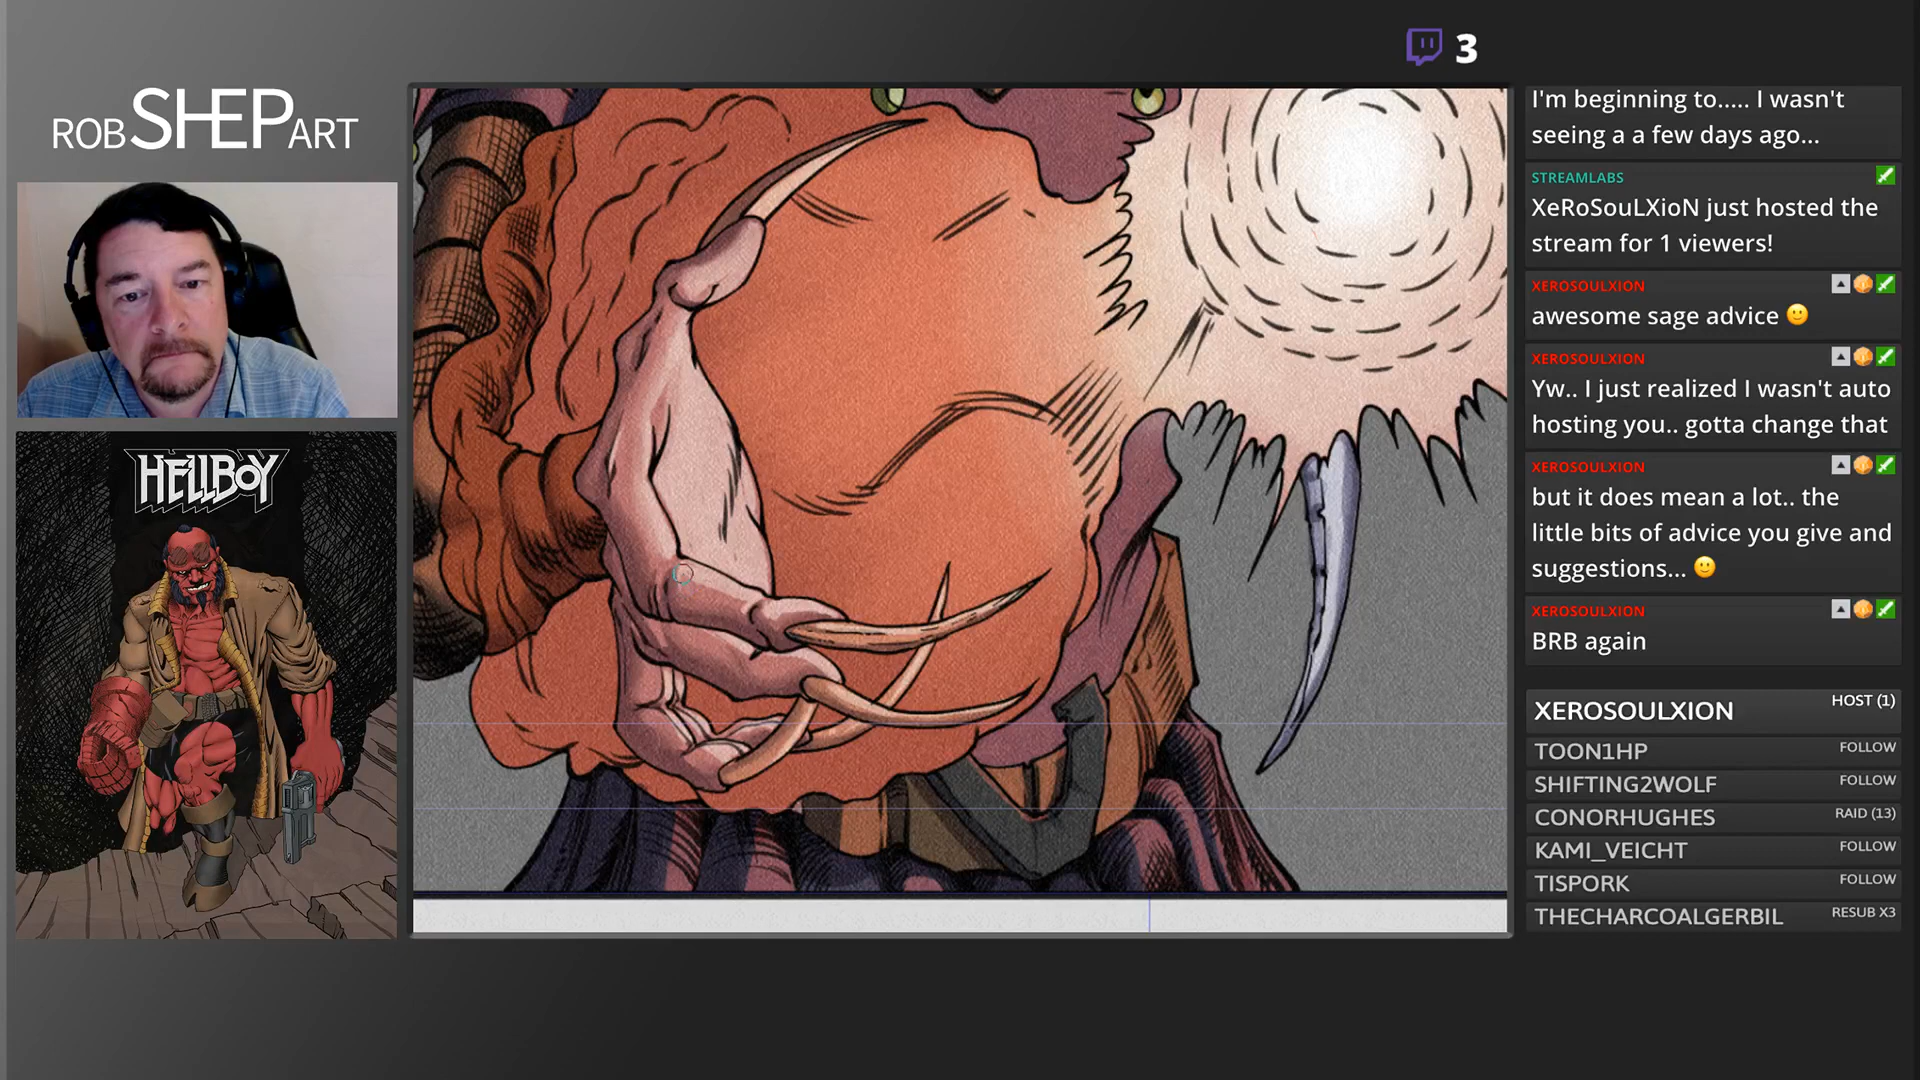 3
ROB SHEP ART
HELLBOY
I'm beginning to..... I wasn't
seeing a a few days ago...
STREAMLABS
XeRoSouLXioN just hosted the
stream for 1 viewers!
XEROSOULXION
awesome sage advice 🙂
XEROSOULXION
Yw.. I just realized I wasn't auto
hosting you.. gotta change that
XEROSOULXION
but it does mean a lot.. the
little bits of advice you give and
suggestions... 🙂
XEROSOULXION
BRB again
XEROSOULXION HOST (1)
TOON1HP FOLLOW
SHIFTING2WOLF FOLLOW
CONORHUGHES RAID (13)
KAMI_VEICHT FOLLOW
TISPORK FOLLOW
THECHARCOALGERBIL RESUB X3